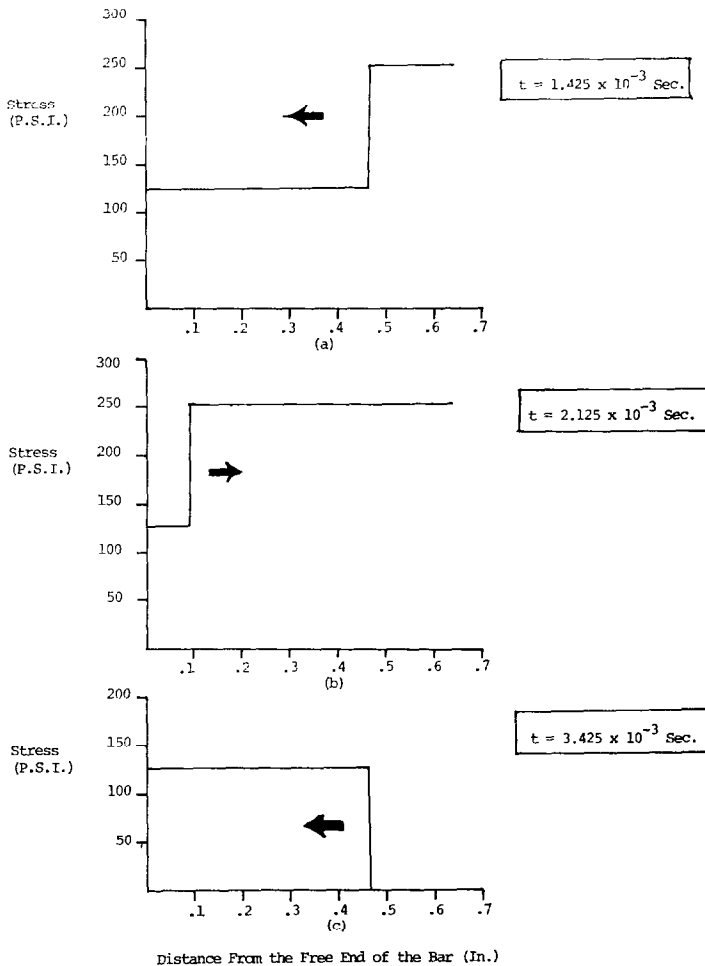 300
250
t = 1.425 x 10⁻³ Sec.
Stress
(P.S.I.)
200
150
100
50
.1 .2 .3 .4 .5 .6 .7
(a)
300
250
t = 2.125 x 10⁻³ Sec.
Stress
(P.S.I.)
200
150
100
50
.1 .2 .3 .4 .5 .6 .7
(b)
200
t = 3.425 x 10⁻³ Sec.
Stress
(P.S.I.)
150
100
50
.1 .2 .3 .4 .5 .6 .7
(c)
Distance From the Free End of the Bar (In.)